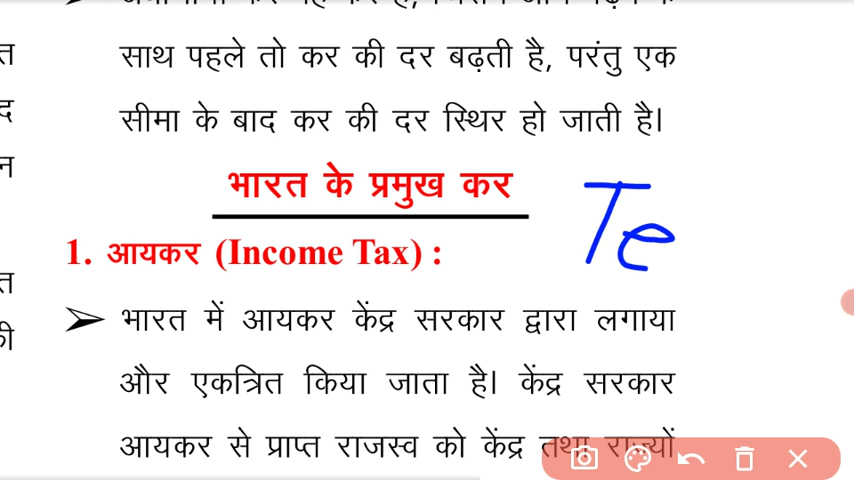 साथ पहले तो कर की दर बढ़ती है, परंतु एक
सीमा के बाद कर की दर स्थिर हो जाती है।
भारत के प्रमुख कर
Te
1. आयकर (Income Tax) :
➢ भारत में आयकर केंद्र सरकार द्वारा लगाया
और एकत्रित किया जाता है। केंद्र सरकार
आयकर से प्राप्त राजस्व को केंद्र तथा राज्यों
त
द
न
त
की